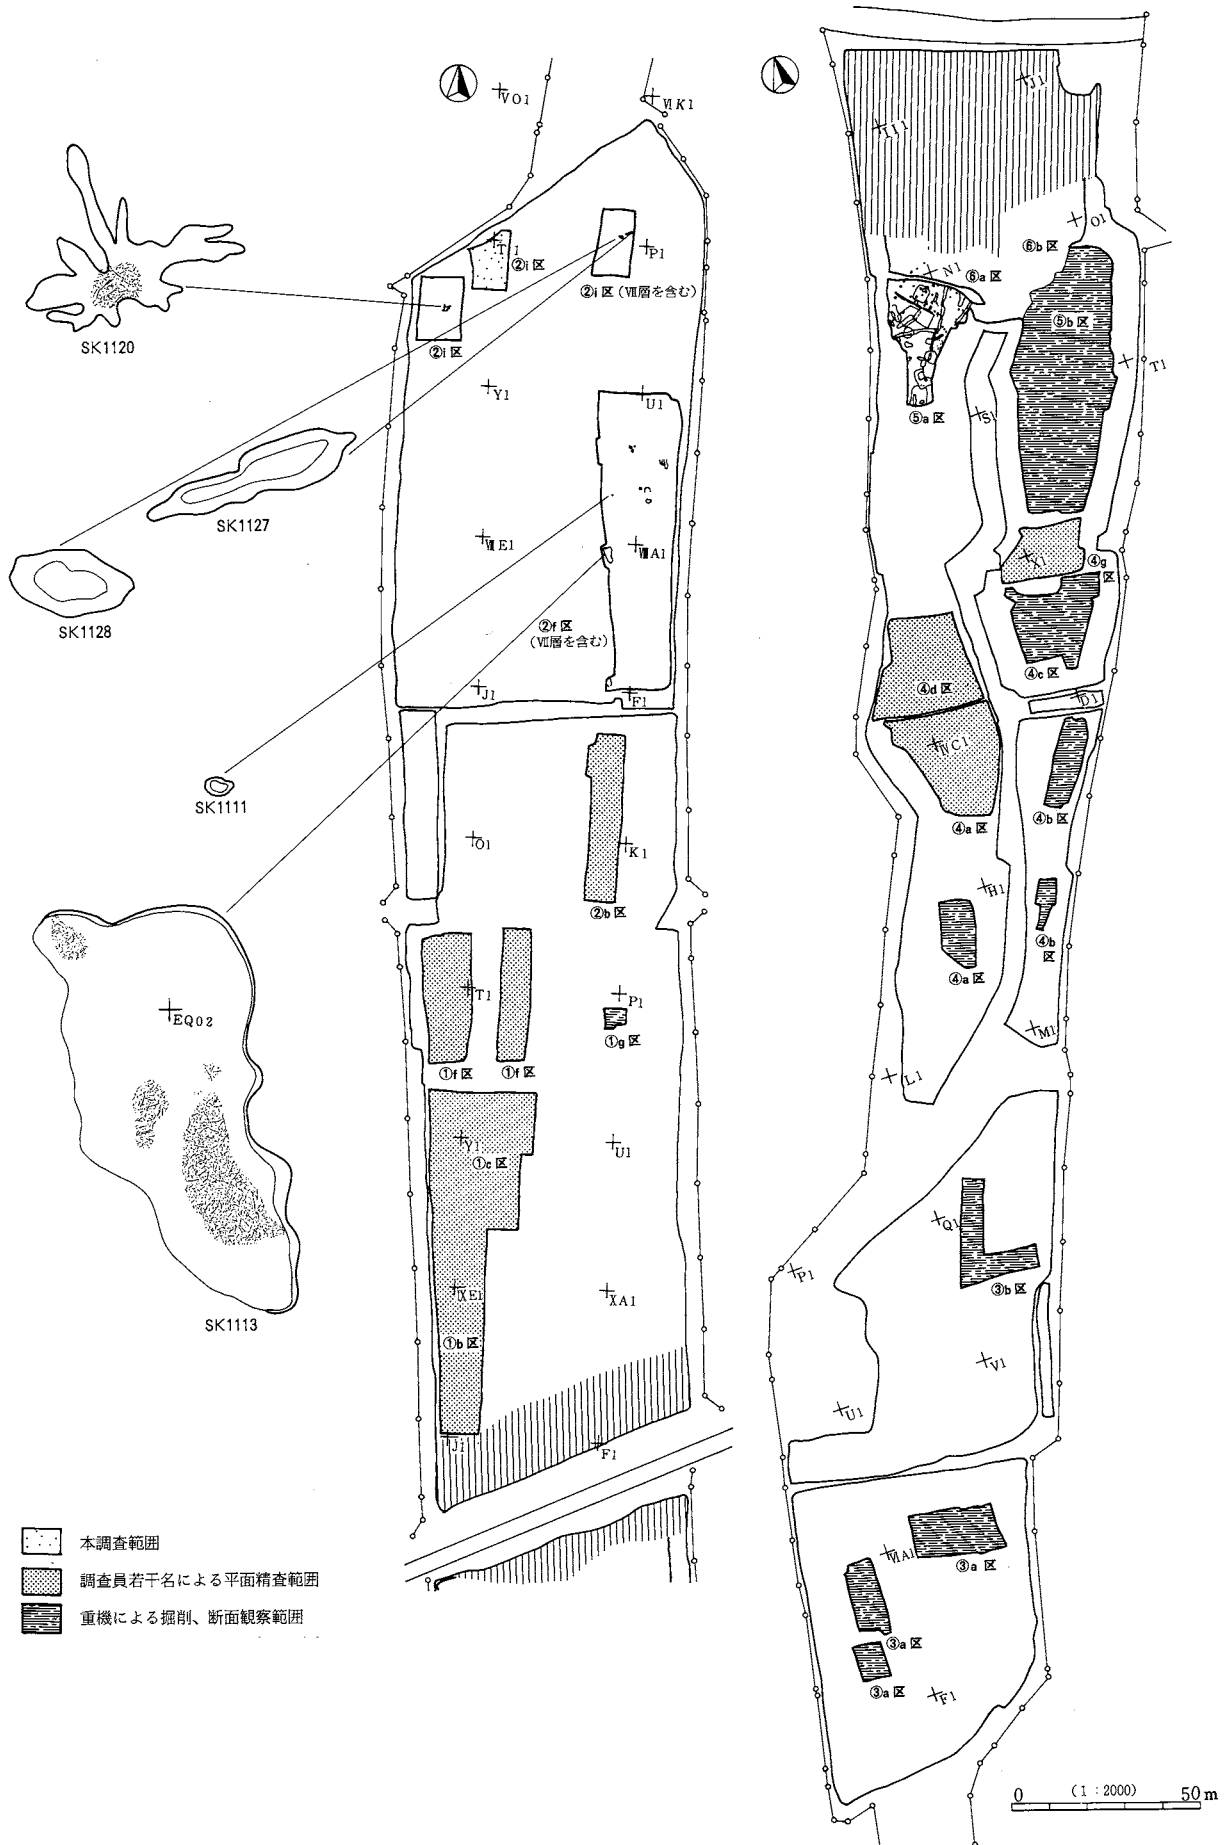 VO1
ⅥK1
T1
②i区
P1
②i区(Ⅶ層を含む)
②i区
SK1120
Y1
U1
SK1127
ⅦE1
ⅧA1
SK1128
②f区
(Ⅶ層を含む)
J1
F1
SK1111
O1
K1
②b区
EQ02
T1
P1
①g区
①f区
①f区
Y1
①c区
U1
SK1113
ⅨE1
XA1
①b区
J1
F1
本調査範囲
調査員若干名による平面精査範囲
重機による掘削、断面観察範囲
J1
I1
O1
⑥b区
N1
⑥a区
⑤b区
T1
⑤a区
S1
X1
④g
区
④c区
④d区
D1
ⅣC1
④a区
④b区
H1
④b
区
④a区
M1
L1
Q1
P1
③b区
V1
U1
ⅥA1
③a区
③a区
③a区
F1
0
(1:2000)
50m